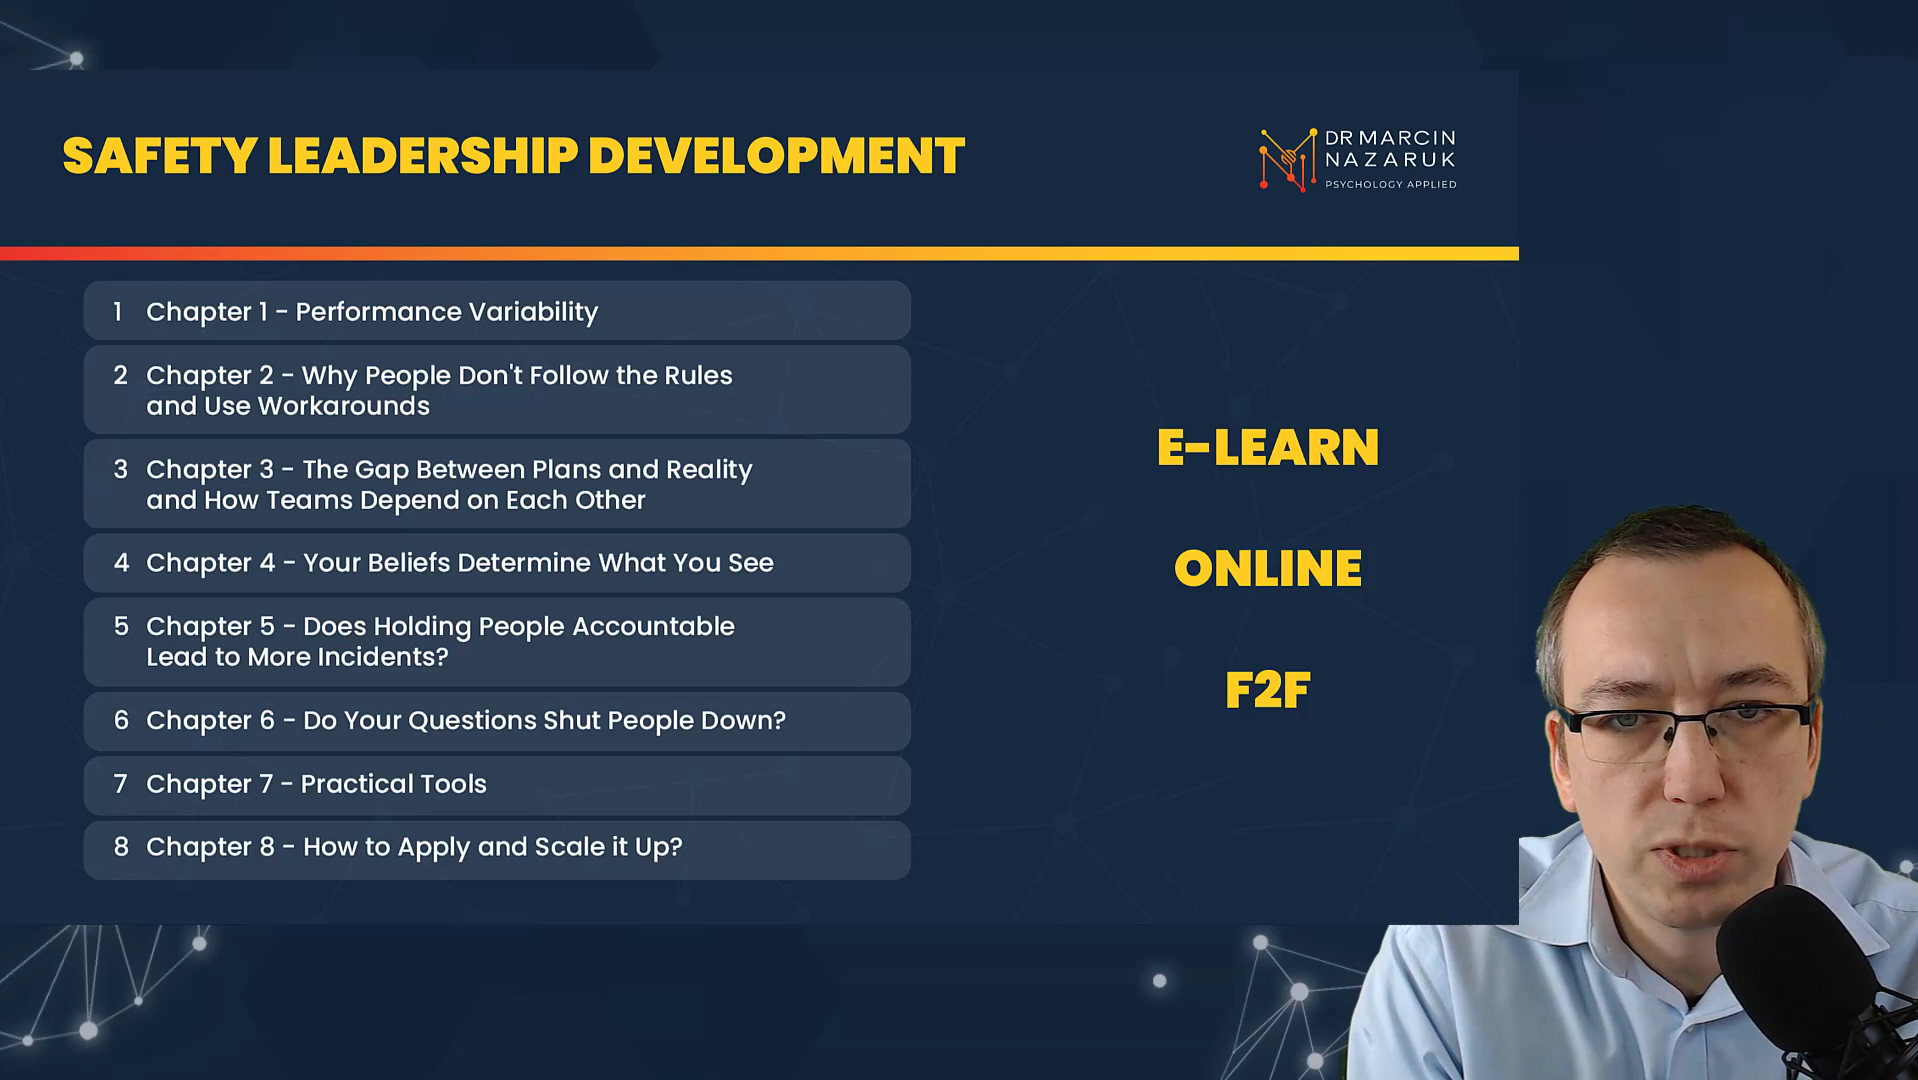 SAFETY LEADERSHIP DEVELOPMENT
DR MARCIN
NAZARUK
PSYCHOLOGY APPLIED
1 Chapter 1 - Performance Variability
2 Chapter 2 - Why People Don't Follow the Rules
and Use Workarounds
3 Chapter 3 - The Gap Between Plans and Reality
and How Teams Depend on Each Other
4 Chapter 4 - Your Beliefs Determine What You See
5 Chapter 5 - Does Holding People Accountable
Lead to More Incidents?
6 Chapter 6 - Do Your Questions Shut People Down?
7 Chapter 7 - Practical Tools
8 Chapter 8 - How to Apply and Scale it Up?
E-LEARN
ONLINE
F2F